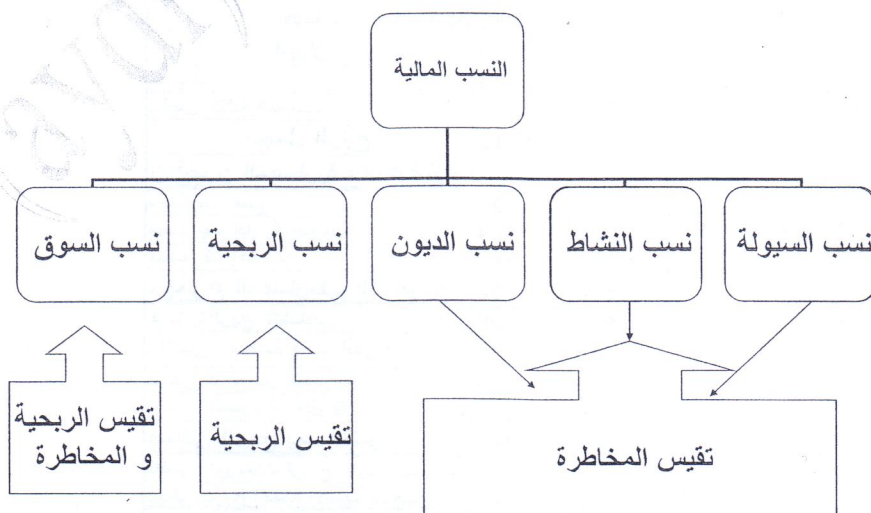 النسب المالية
نسب السيولة
نسب النشاط
نسب الديون
نسب الربحية
نسب السوق
تقيس المخاطرة
تقيس الربحية
تقيس الربحية
و المخاطرة